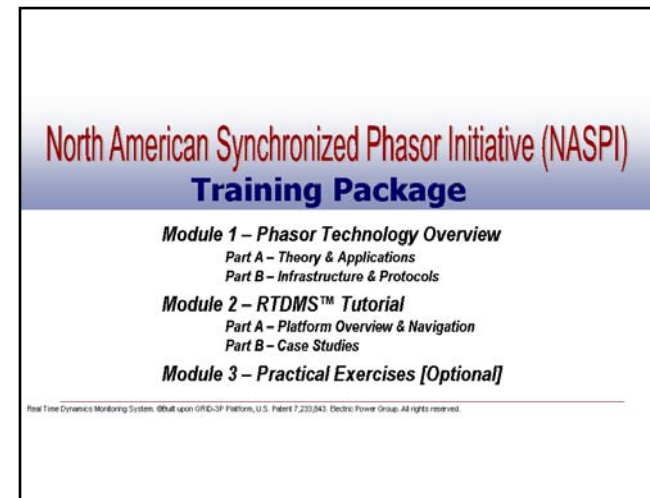 North American Synchronized Phasor Initiative (NASPI)
Training Package
Module 1 – Phasor Technology Overview
Part A – Theory & Applications
Part B – Infrastructure & Protocols
Module 2 – RTDMS™ Tutorial
Part A – Platform Overview & Navigation
Part B – Case Studies
Module 3 – Practical Exercises [Optional]
Real Time Dynamics Monitoring System. ©Built upon GRID-3P Platform, U.S. Patent 7,233,843. Electric Power Group. All rights reserved.